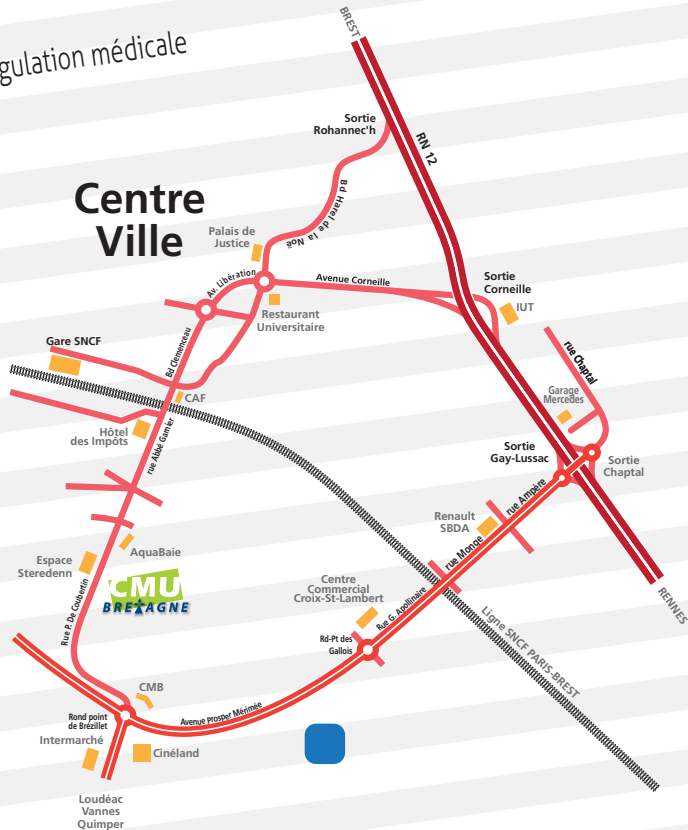 BREST
gulation médicale
Sortie
Rohannec'h
RN 12
Centre
Ville
Bd Harel de la Noë
Palais de
Justice
Av. Libération
Avenue Corneille
Sortie
Corneille
IUT
Restaurant
Universitaire
Gare SNCF
Bd Clemenceau
rue Chaptal
CAF
Garage
Mercedes
Hôtel
des Impôts
rue Abbé Garnier
Sortie
Gay-Lussac
Sortie
Chaptal
rue Ampère
Renault
SBDA
rue Monge
AquaBaie
Espace
Steredenn
CMU
BRETAGNE
Centre
Commercial
Croix-St-Lambert
Rue G. Apollinaire
RENNES
Rue P. De Coubertin
Ligne SNCF PARIS-BREST
Rd-Pt des
Gallois
CMB
Rond point
de Brézillet
Avenue Prosper Mérimée
Intermarché
Cinéland
Loudéac
Vannes
Quimper